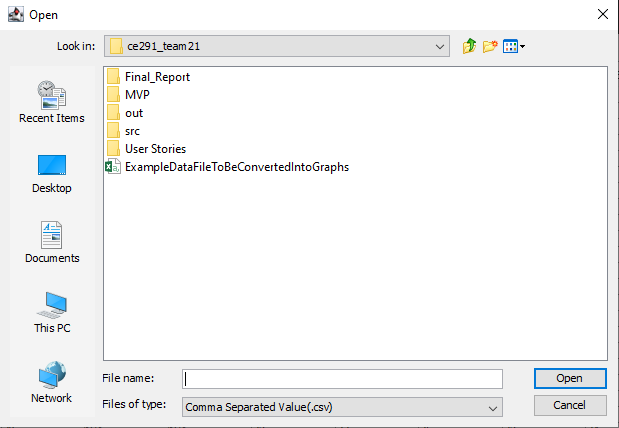 Open
Look in:
ce291_team21
Recent Items
Desktop
Documents
This PC
Network
Final_Report
MVP
out
src
User Stories
ExampleDataFileToBeConvertedIntoGraphs
File name:
Open
Files of type:
Comma Separated Value(.csv)
Cancel